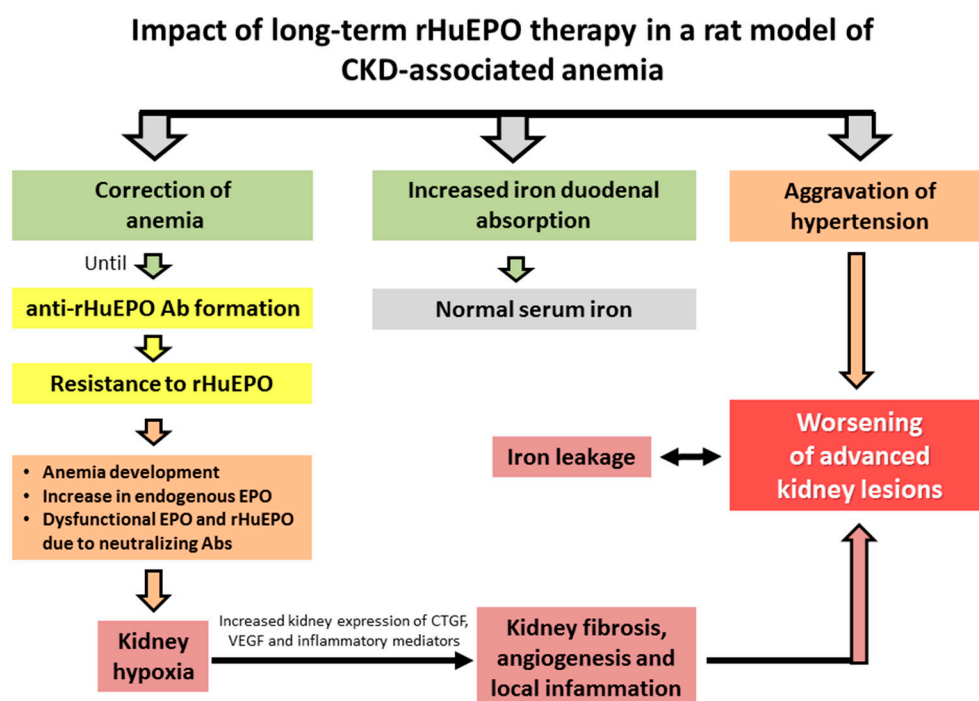 Impact of long-term rHuEPO therapy in a rat model of
CKD-associated anemia
Correction of
anemia
Increased iron duodenal
absorption
Aggravation of
hypertension
Until
anti-rHuEPO Ab formation
Normal serum iron
Resistance to rHuEPO
• Anemia development
• Increase in endogenous EPO
• Dysfunctional EPO and rHuEPO
due to neutralizing Abs
Iron leakage
Worsening
of advanced
kidney lesions
Kidney
hypoxia
Increased kidney expression of CTGF,
VEGF and inflammatory mediators
Kidney fibrosis,
angiogenesis and
local infammation